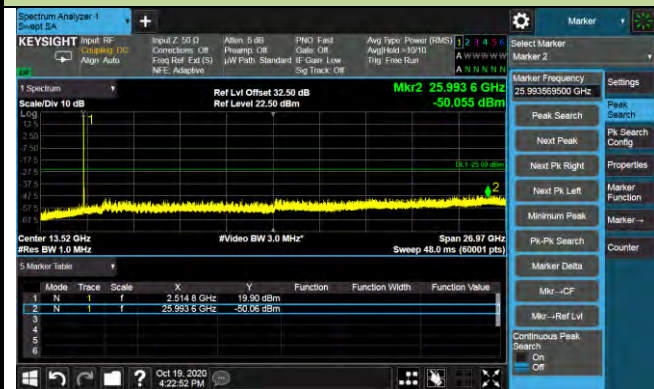 Spectrum Analyzer 1
Swept SA
+
Marker
KEYSIGHT
Input: RF
Coupling: DC
Align: Auto
Input Z: 50 Ω
Corrections: Off
Freq Ref: Ext (S)
NFE: Adaptive
Atten: 6 dB
Preamp: Off
µW Path: Standard
PNO: Fast
Gate: Off
IF Gain: Low
Sig Track: Off
Avg Type: Power (RMS)
Avg|Hold:>10/10
Trig: Free Run
1 2 3 4 5 6
A W W W W W
A N N N N N
Select Marker
Marker 2
Marker Frequency
25.993569500 GHz
Settings
Peak Search
Next Peak
Next Pk Right
Next Pk Left
Minimum Peak
Pk-Pk Search
Marker Delta
Mkr→CF
Mkr→Ref Lvl
Continuous Peak
Search
On
Off
Peak
Search
Pk Search
Config
Properties
Marker
Function
Marker→
Counter
1 Spectrum
Scale/Div 10 dB
Ref Lvl Offset 32.50 dB
Ref Level 22.50 dBm
Mkr2 25.993 6 GHz
-50.055 dBm
Log
12.5
2.50
-7.50
-17.5
-27.5
-37.5
-47.5
-57.5
-67.5
1
DL1 -25.00 dBm
2
Center 13.52 GHz
#Res BW 1.0 MHz
#Video BW 3.0 MHz*
Span 26.97 GHz
Sweep 48.0 ms (60001 pts)
5 Marker Table
Mode Trace Scale X Y Function Function Width Function Value
1 N 1 f 2.514 8 GHz 19.90 dBm
2 N 1 f 25.993 6 GHz -50.06 dBm
3
4
5
6
?
Oct 19, 2020
4:22:52 PM